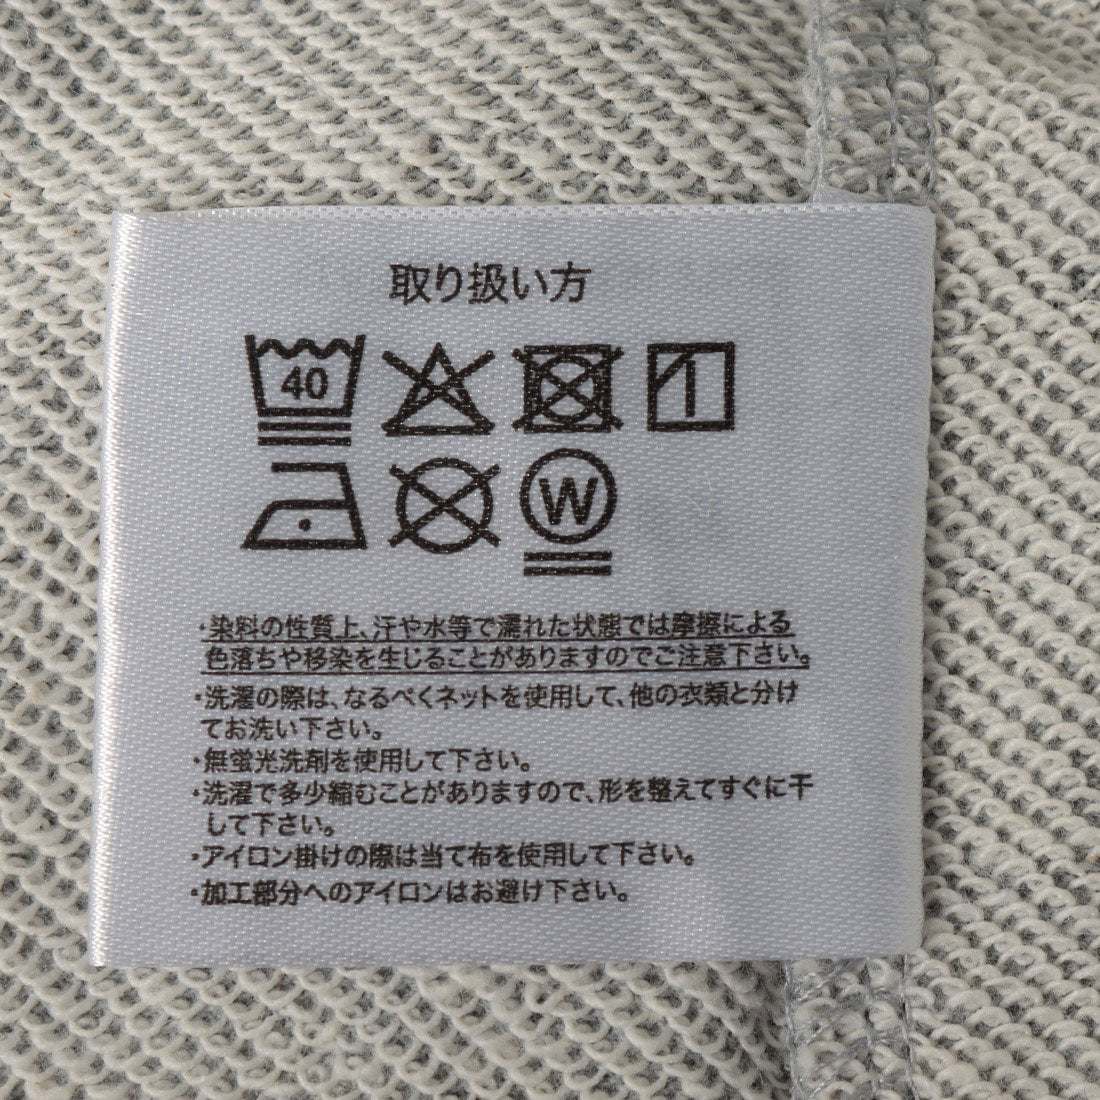 取り扱い方
40
W
・染料の性質上、汗や水等で濡れた状態では摩擦による
色落ちや移染を生じることがありますのでご注意下さい。
・洗濯の際は、なるべくネットを使用して、他の衣類と分け
てお洗い下さい。
・無蛍光洗剤を使用して下さい。
・洗濯で多少縮むことがありますので、形を整えてすぐに干
して下さい。
・アイロン掛けの際は当て布を使用して下さい。
・加工部分へのアイロンはお避け下さい。